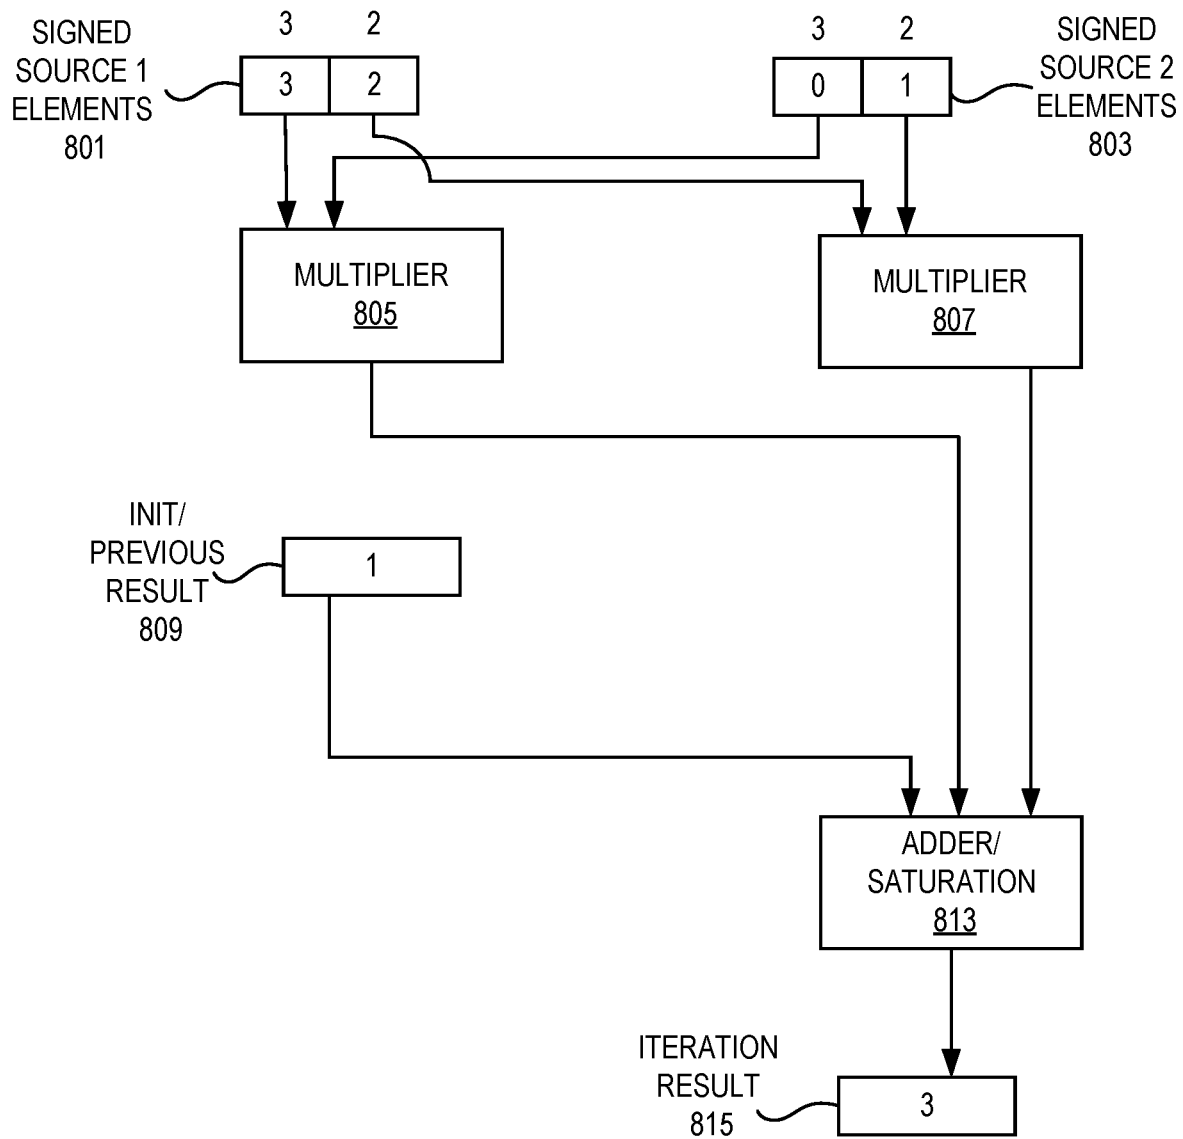 3 2
SIGNED
SOURCE 1
ELEMENTS
801
3 2
3 2
0 1
SIGNED
SOURCE 2
ELEMENTS
803
MULTIPLIER
805
MULTIPLIER
807
INIT/
PREVIOUS
RESULT
809
1
ADDER/
SATURATION
813
ITERATION
RESULT
815
3